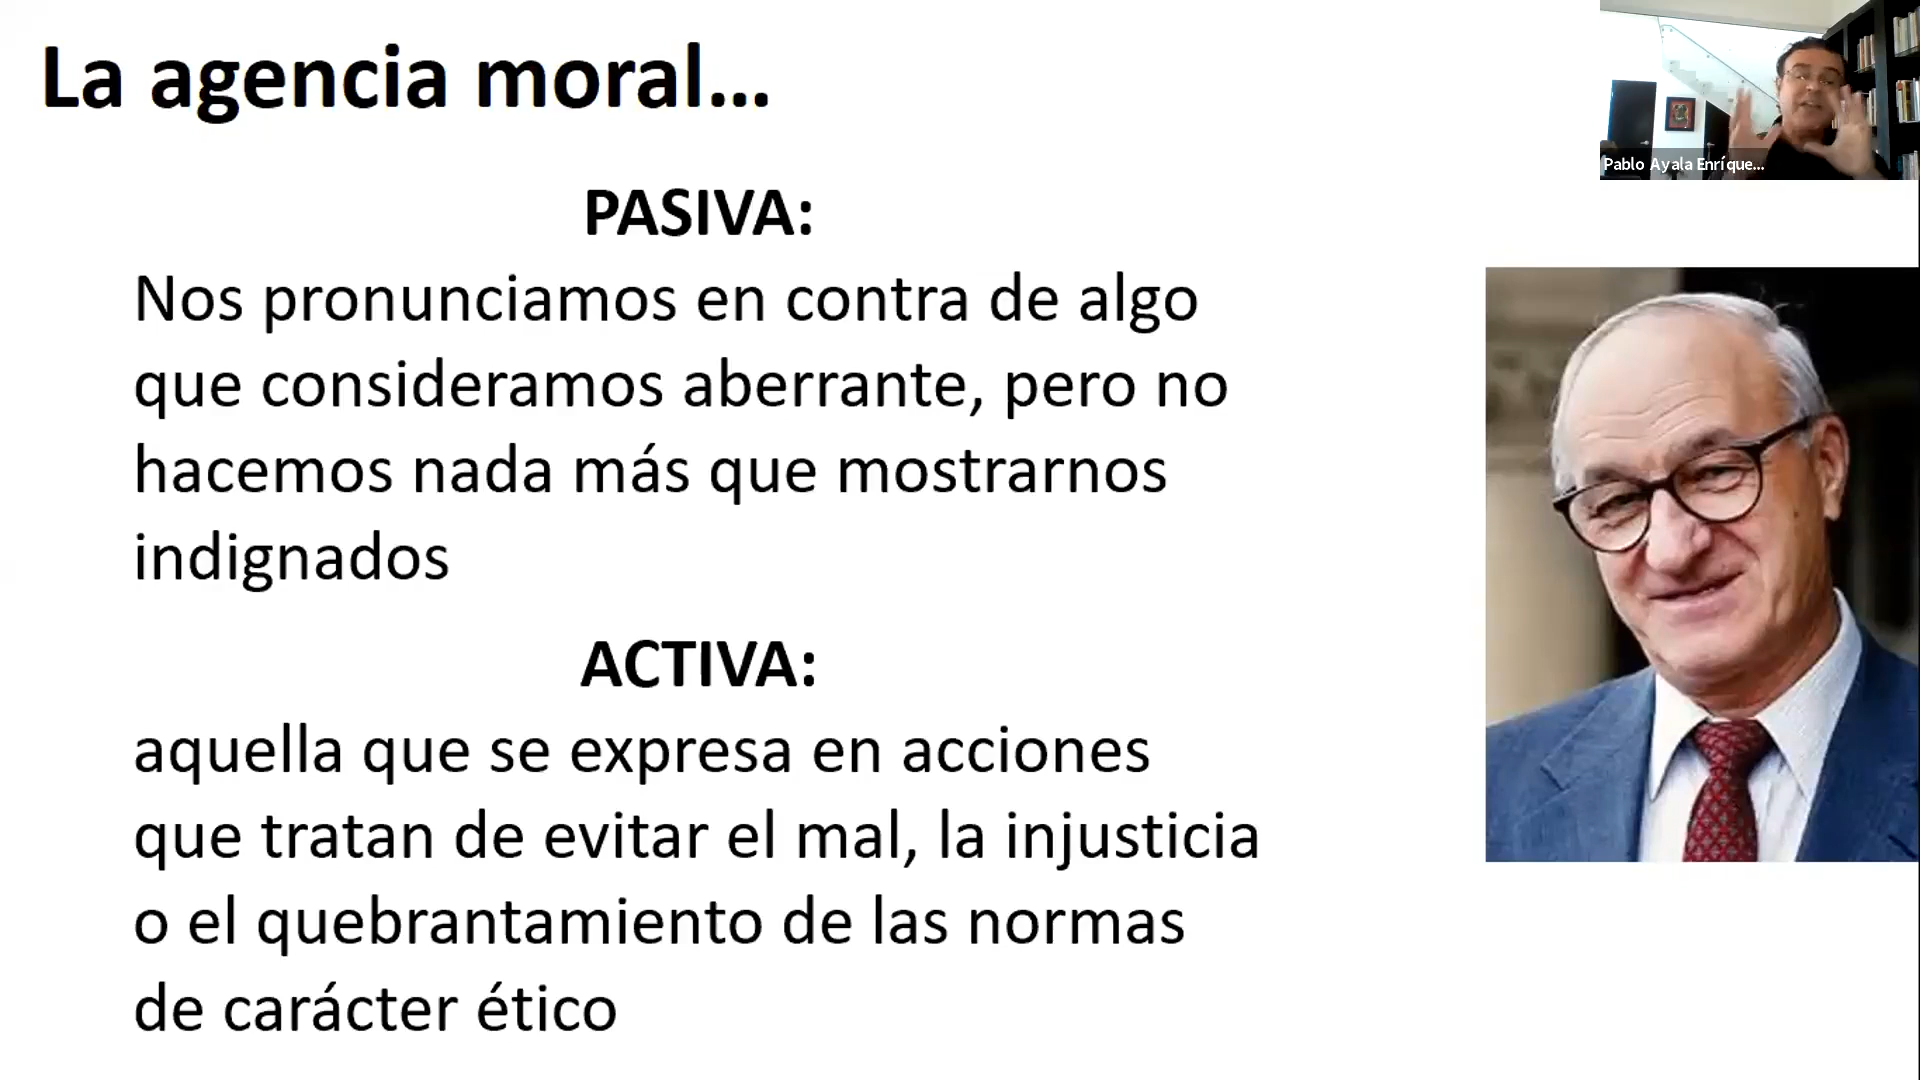 La agencia moral...
Pablo Ayala Enríque...
PASIVA:
Nos pronunciamos en contra de algo
que consideramos aberrante, pero no
hacemos nada más que mostrarnos
indignados
ACTIVA:
aquella que se expresa en acciones
que tratan de evitar el mal, la injusticia
o el quebrantamiento de las normas
de carácter ético